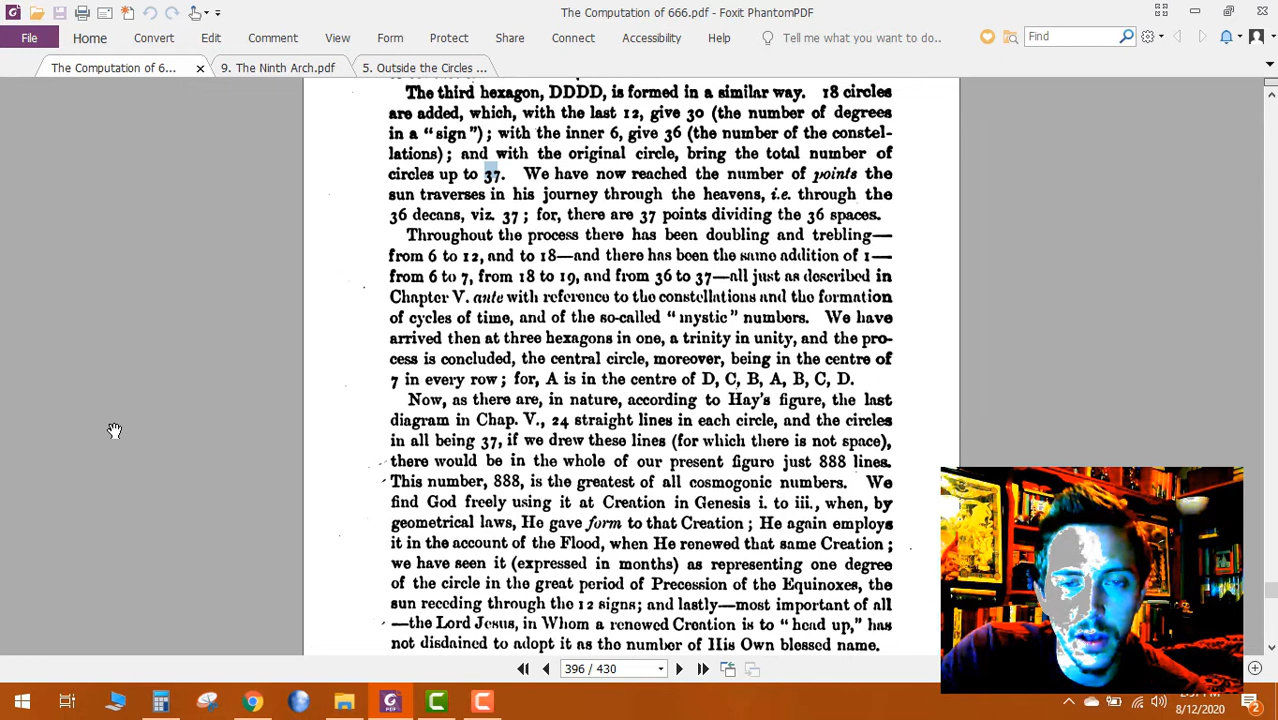 The Computation of 666.pdf - Foxit PhantomPDF
File Home Convert Edit Comment View Form Protect Share Connect Accessibility Help Tell me what you want to do.. Find
The Computation of 6... 9. The Ninth Arch.pdf 5. Outside the Circles ...
The third hexagon, DDDD, is formed in a similar way. 18 circles
are added, which, with the last 12, give 30 (the number of degrees
in a “sign”); with the inner 6, give 36 (the number of the constel-
lations); and with the original circle, bring the total number of
circles up to 37. We have now reached the number of points the
sun traverses in his journey through the heavens, i.e. through the
36 decans, viz. 37; for, there are 37 points dividing the 36 spaces.
Throughout the process there has been doubling and trebling—
from 6 to 12, and to 18—and there has been the same addition of 1—
from 6 to 7, from 18 to 19, and from 36 to 37—all just as described in
Chapter V. ante with reference to the constellations and the formation
of cycles of time, and of the so-called “mystic” numbers. We have
arrived then at three hexagons in one, a trinity in unity, and the pro-
cess is concluded, the central circle, moreover, being in the centre of
7 in every row; for, A is in the centre of D, C, B, A, B, C, D.
Now, as there are, in nature, according to Hay's figure, the last
diagram in Chap. V., 24 straight lines in each circle, and the circles
in all being 37, if we drew these lines (for which there is not space),
there would be in the whole of our present figure just 888 lines.
This number, 888, is the greatest of all cosmogonic numbers. We
find God freely using it at Creation in Genesis i. to iii., when, by
geometrical laws, He gave form to that Creation; He again employs
it in the account of the Flood, when He renewed that same Creation;
we have seen it (expressed in months) as representing one degree
of the circle in the great period of Precession of the Equinoxes, the
sun receding through the 12 signs; and lastly—most important of all
—the Lord Jesus, in Whom a renewed Creation is to “head up,” has
not disdained to adopt it as the number of His Own blessed name.
396 / 430
8/12/2020
2